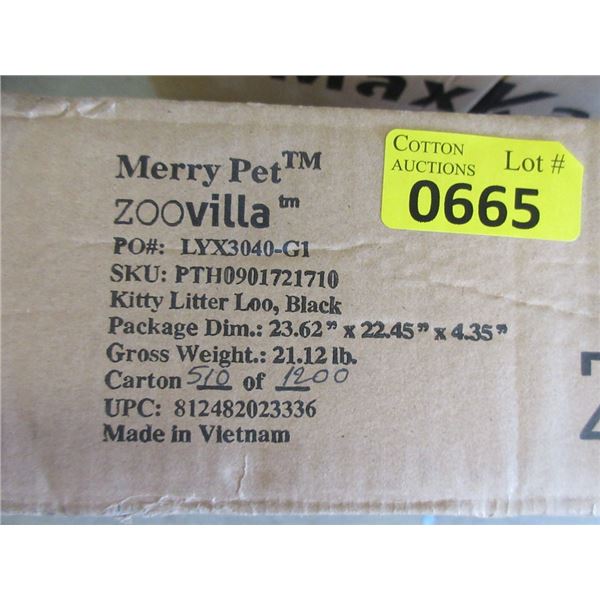 MaxKa
COTTON AUCTIONS Lot #
0665
Merry Pet™
zoovilla tm
PO#: LYX3040-G1
SKU: PTH0901721710
Kitty Litter Loo, Black
Package Dim.: 23.62” x 22.45” x 4.35”
Gross Weight.: 21.12 lb.
Carton 510 of 1200
UPC: 812482023336
Made in Vietnam